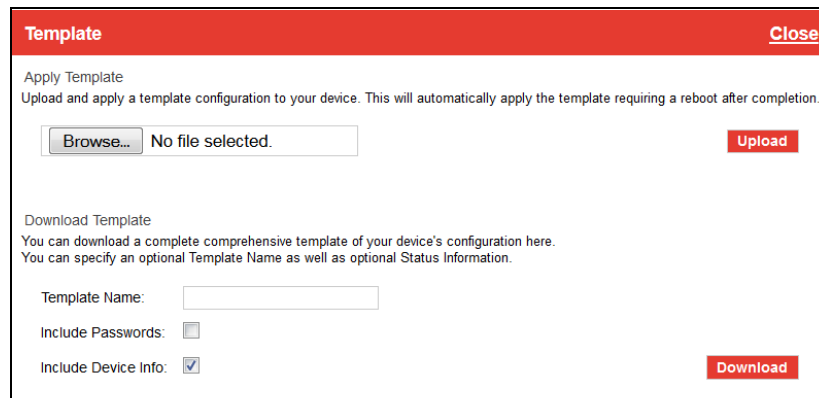 Template
Close
Apply Template
Upload and apply a template configuration to your device. This will automatically apply the template requiring a reboot after completion.
Browse... No file selected.
Upload
Download Template
You can download a complete comprehensive template of your device's configuration here.
You can specify an optional Template Name as well as optional Status Information.
Template Name:
Include Passwords:
Include Device Info:
Download